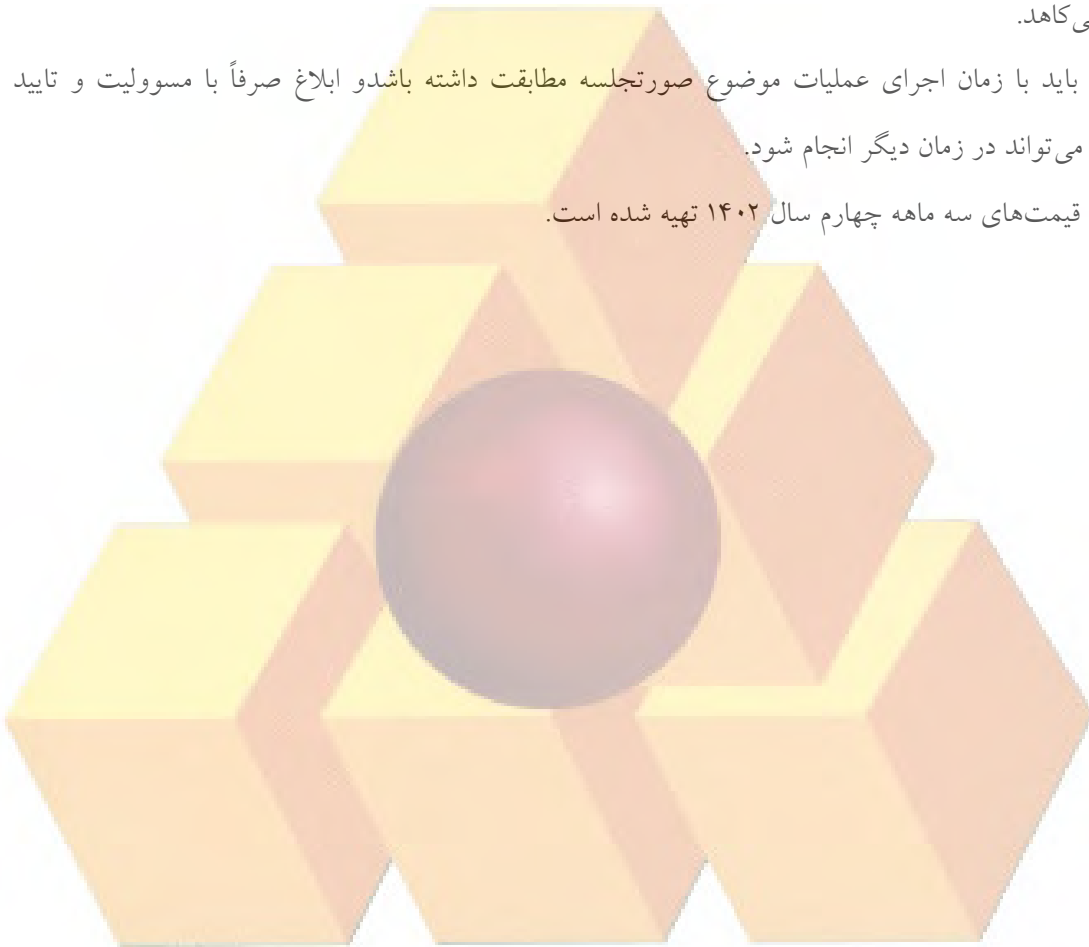 ی‌کاهد.
باید با زمان اجرای عملیات موضوع صورتجلسه مطابقت داشته باشدو ابلاغ صرفاً با مسوولیت و تایید
می‌تواند در زمان دیگر انجام شود.
قیمت‌های سه ماهه چهارم سال ۱۴۰۲ تهیه شده است.